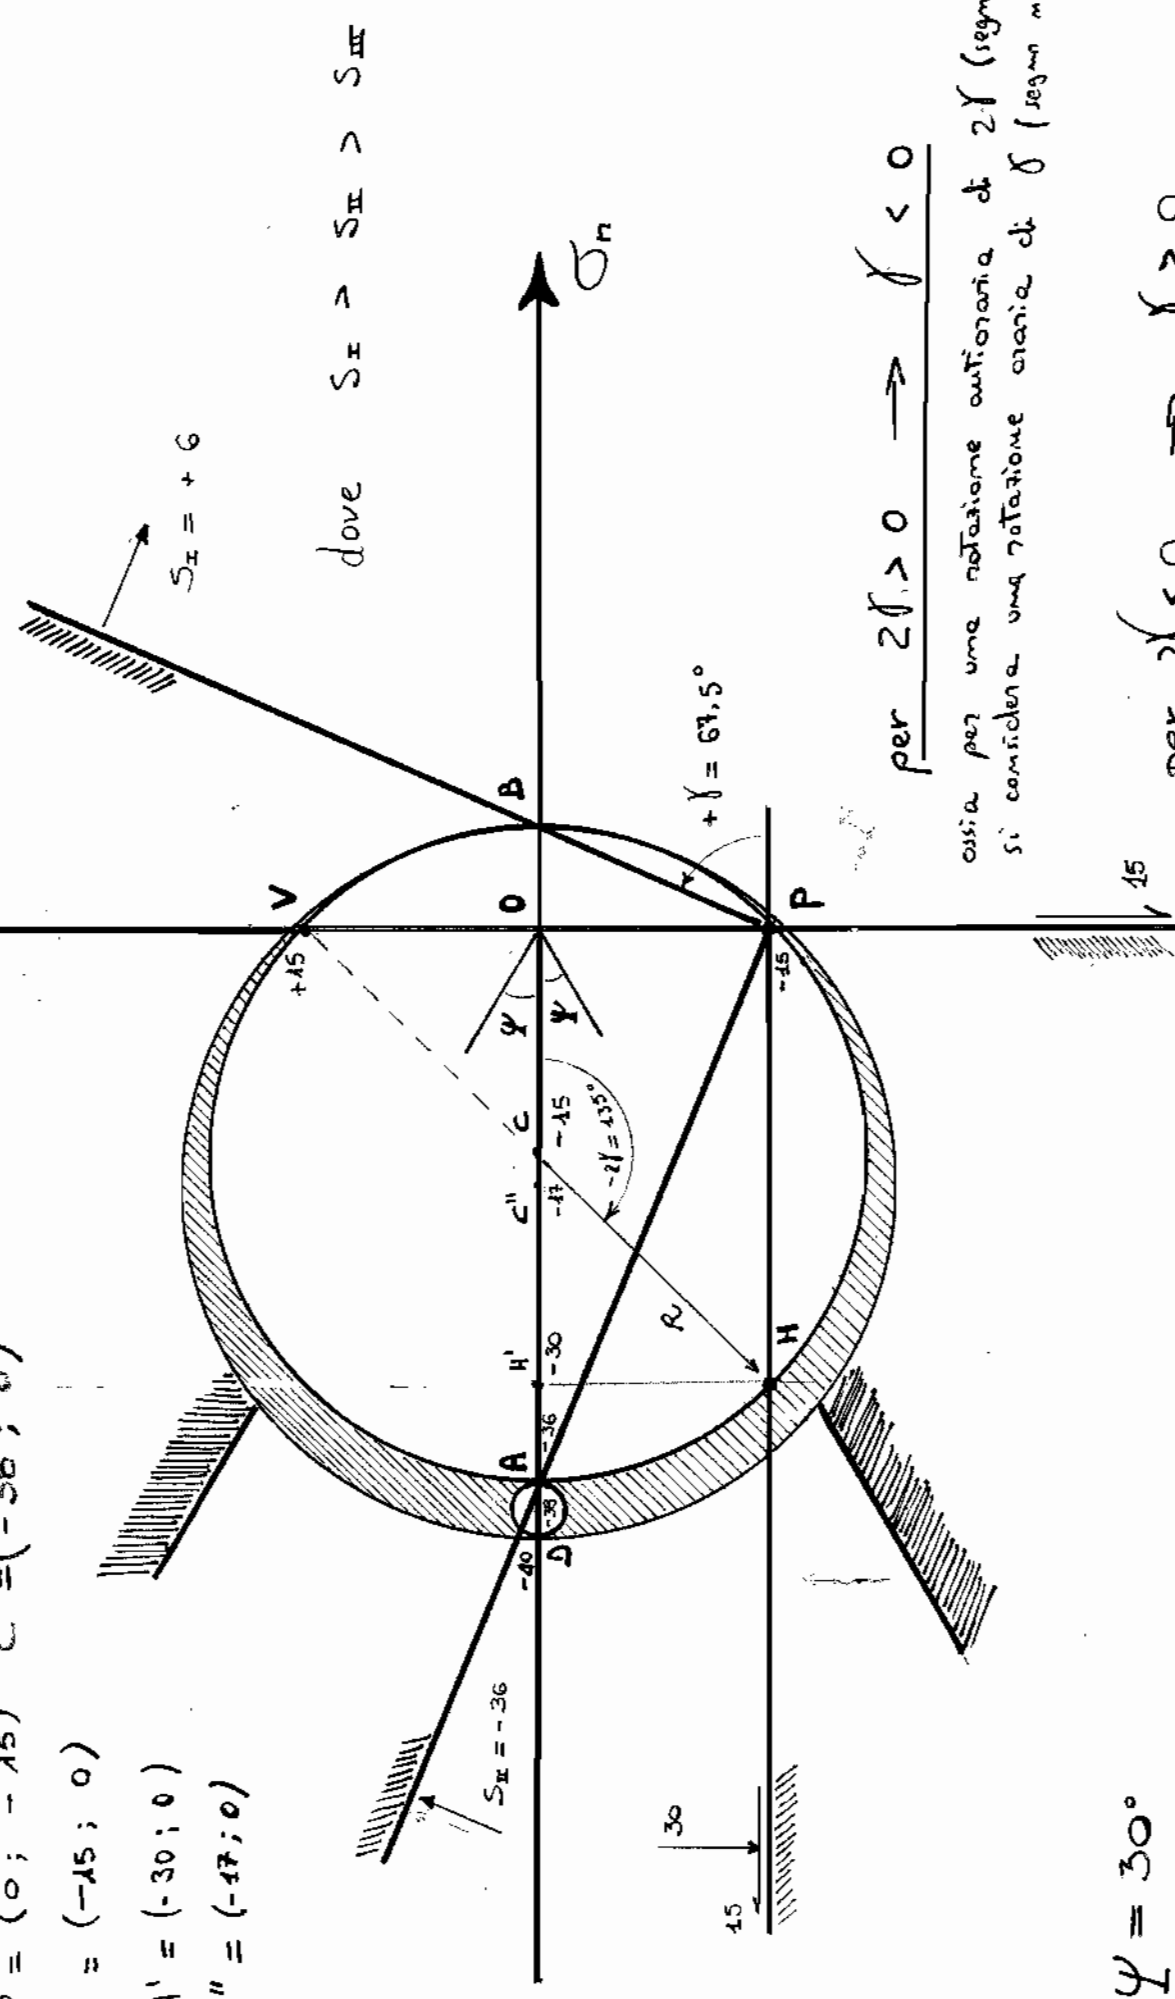 = (0 ; -15)
= (-15 ; 0)
H' = (-30 ; 0)
" = (-17 ; 0)
dove S_I > S_II > S_III
S_I = + 6
σn
V
+15
B
O
Ψ
Ψ
C
-15
C"
-17
-2γ = 135°
H'
-30
R
A
-36
-38
-40
D
H
P
-15
+γ = 67,5°
S_II = -36
30
15
15
per 2γ > 0 → γ < 0
ossia per una rotazione antioraria di 2γ (segn
si considera una rotazione oraria di γ (segn
Ψ = 30°